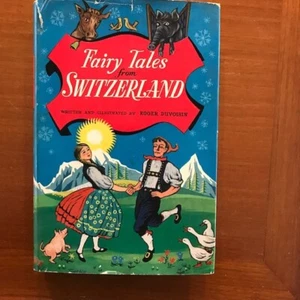 Fairy Tales
from
SWITZERLAND
WRITTEN AND ILLUSTRATED BY: ROGER DUVOISIN